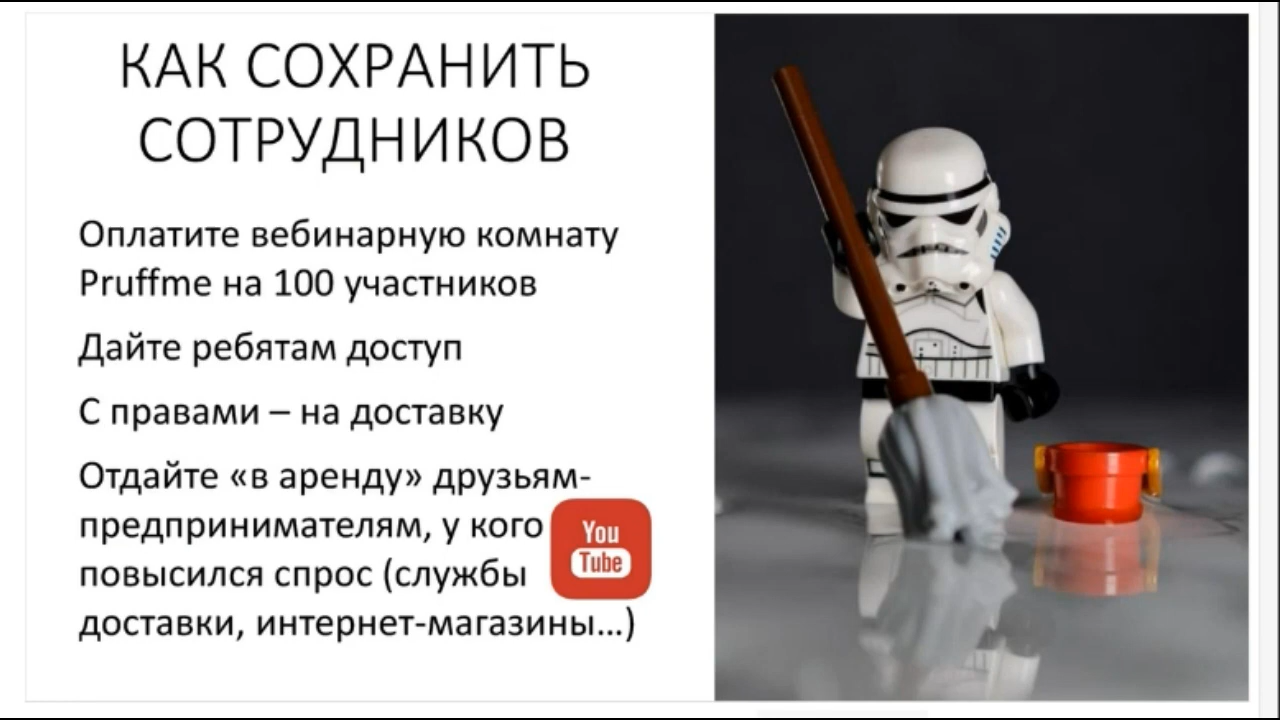 КАК СОХРАНИТЬ
СОТРУДНИКОВ
Оплатите вебинарную комнату
Pruffme на 100 участников
Дайте ребятам доступ
С правами – на доставку
Отдайте «в аренду» друзьям-
предпринимателям, у кого
повысился спрос (службы
доставки, интернет-магазины…)
You
Tube